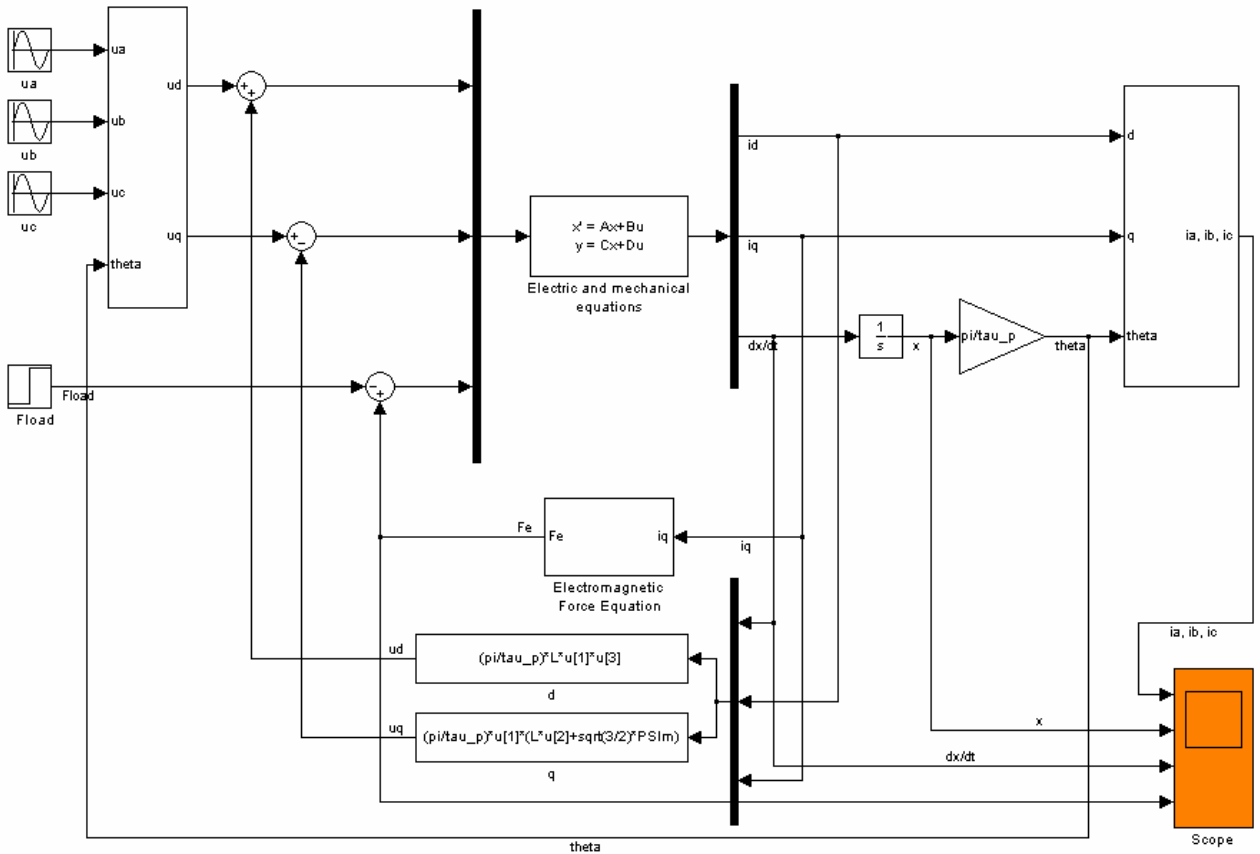 ua
ua
ud
+
+
ub
ub
uc
uc
uq
+
−
theta
x' = Ax+Bu
y = Cx+Du
Electric and mechanical
equations
id
iq
dx/dt
1
s
x
pi/tau_p
theta
d
q
theta
ia, ib, ic
Fload
Fload
−
+
Fe
Fe
iq
iq
Electromagnetic
Force Equation
ud
(pi/tau_p)*L*u[1]*u[3]
d
uq
(pi/tau_p)*u[1]*(L*u[2]+sqrt(3/2)*PSIm)
q
ia, ib, ic
x
dx/dt
Scope
theta